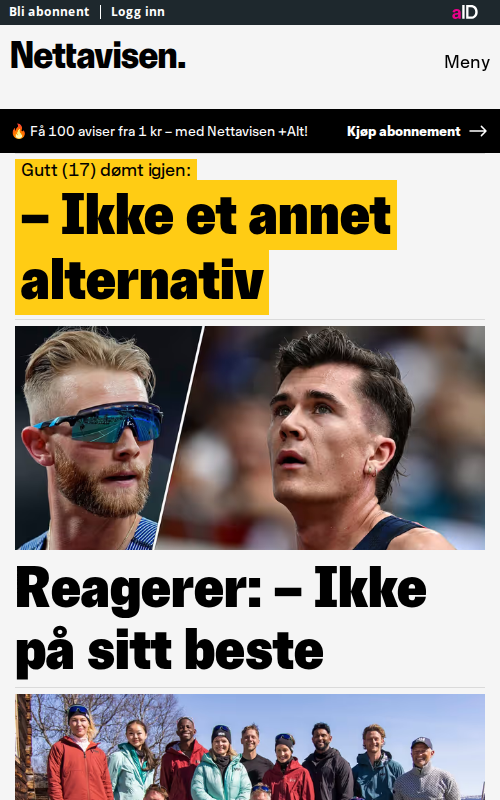 Bli abonnent | Logg inn
aID
Nettavisen.
Meny
🔥 Få 100 aviser fra 1 kr – med Nettavisen +Alt!
Kjøp abonnement →
Gutt (17) dømt igjen:
– Ikke et annet
alternativ
Reagerer: – Ikke
på sitt beste